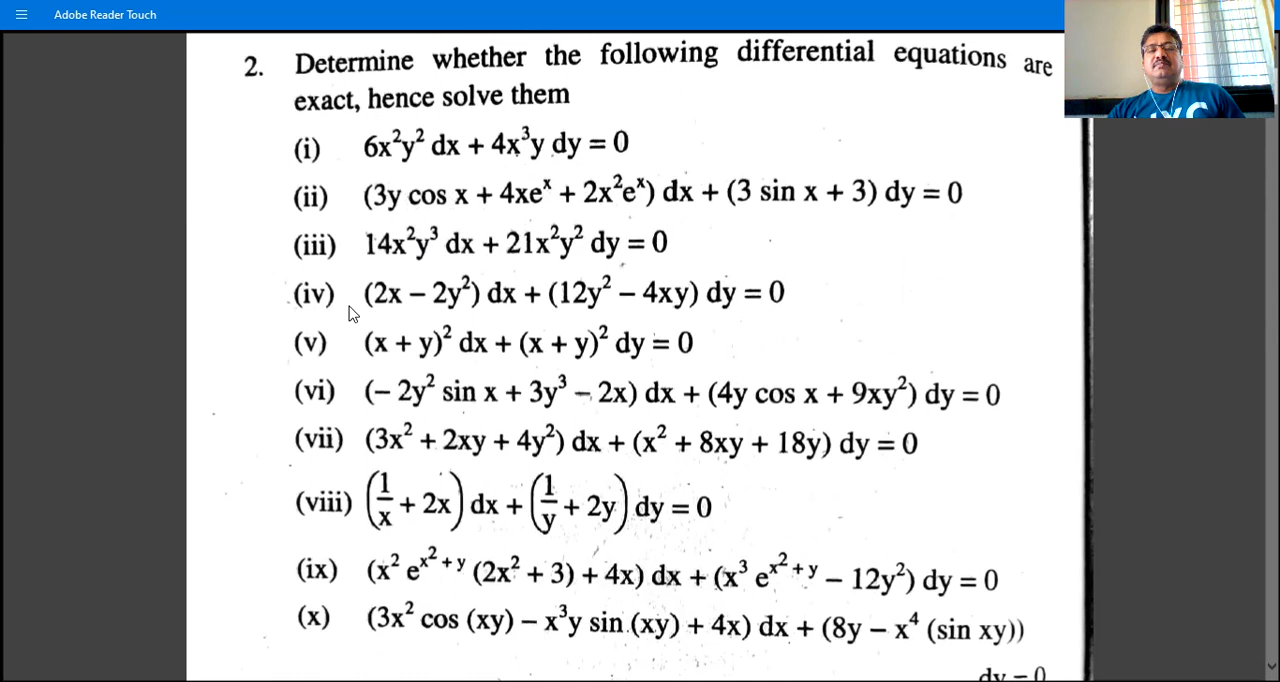 Adobe Reader Touch
2. Determine whether the following differential equations are
exact, hence solve them
(i) 6x²y² dx + 4x³y dy = 0
(ii) (3y cos x + 4xeˣ + 2x²eˣ) dx + (3 sin x + 3) dy = 0
(iii) 14x²y³ dx + 21x²y² dy = 0
(iv) (2x – 2y²) dx + (12y² – 4xy) dy = 0
(v) (x + y)² dx + (x + y)² dy = 0
(vi) (– 2y² sin x + 3y³ – 2x) dx + (4y cos x + 9xy²) dy = 0
(vii) (3x² + 2xy + 4y²) dx + (x² + 8xy + 18y) dy = 0
(viii) (1/x + 2x) dx + (1/y + 2y) dy = 0
(ix) (x² e^(x²+y) (2x² + 3) + 4x) dx + (x³ e^(x²+y) – 12y²) dy = 0
(x) (3x² cos (xy) – x³y sin (xy) + 4x) dx + (8y – x⁴ (sin xy))
dy = 0